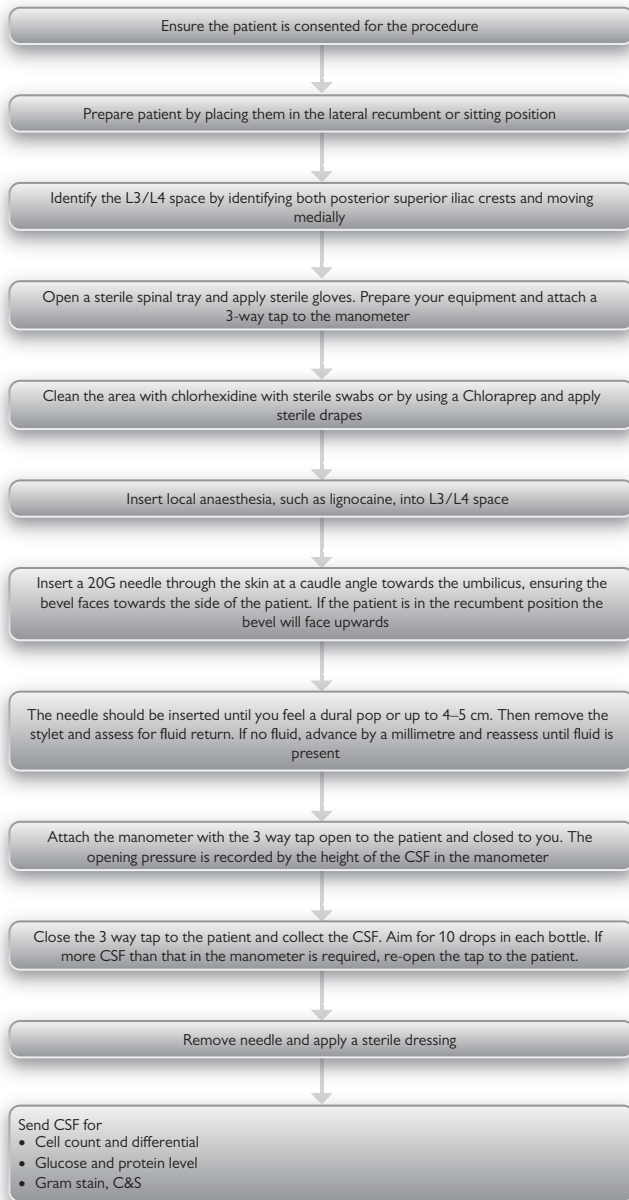 Ensure the patient is consented for the procedure
Prepare patient by placing them in the lateral recumbent or sitting position
Identify the L3/L4 space by identifying both posterior superior iliac crests and moving
medially
Open a sterile spinal tray and apply sterile gloves. Prepare your equipment and attach a
3-way tap to the manometer
Clean the area with chlorhexidine with sterile swabs or by using a Chloraprep and apply
sterile drapes
Insert local anaesthesia, such as lignocaine, into L3/L4 space
Insert a 20G needle through the skin at a caudle angle towards the umbilicus, ensuring the
bevel faces towards the side of the patient. If the patient is in the recumbent position the
bevel will face upwards
The needle should be inserted until you feel a dural pop or up to 4–5 cm. Then remove the
stylet and assess for fluid return. If no fluid, advance by a millimetre and reassess until fluid is
present
Attach the manometer with the 3 way tap open to the patient and closed to you. The
opening pressure is recorded by the height of the CSF in the manometer
Close the 3 way tap to the patient and collect the CSF. Aim for 10 drops in each bottle. If
more CSF than that in the manometer is required, re-open the tap to the patient.
Remove needle and apply a sterile dressing
Send CSF for
• Cell count and differential
• Glucose and protein level
• Gram stain, C&S